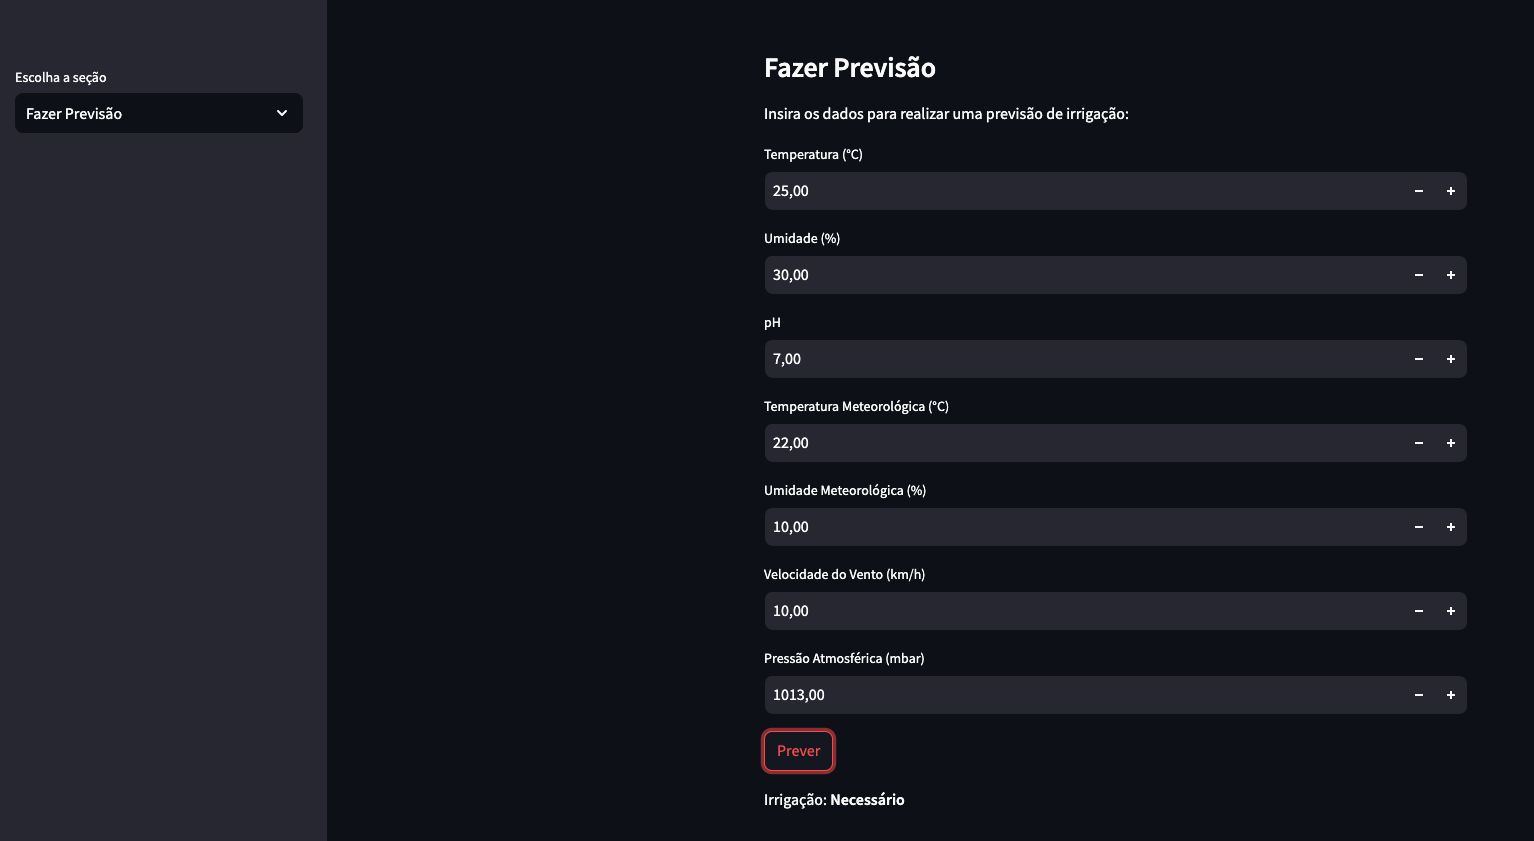 Escolha a seção
Fazer Previsão
Fazer Previsão
Insira os dados para realizar uma previsão de irrigação:
Temperatura (°C)
25,00
Umidade (%)
30,00
pH
7,00
Temperatura Meteorológica (°C)
22,00
Umidade Meteorológica (%)
10,00
Velocidade do Vento (km/h)
10,00
Pressão Atmosférica (mbar)
1013,00
Prever
Irrigação: Necessário